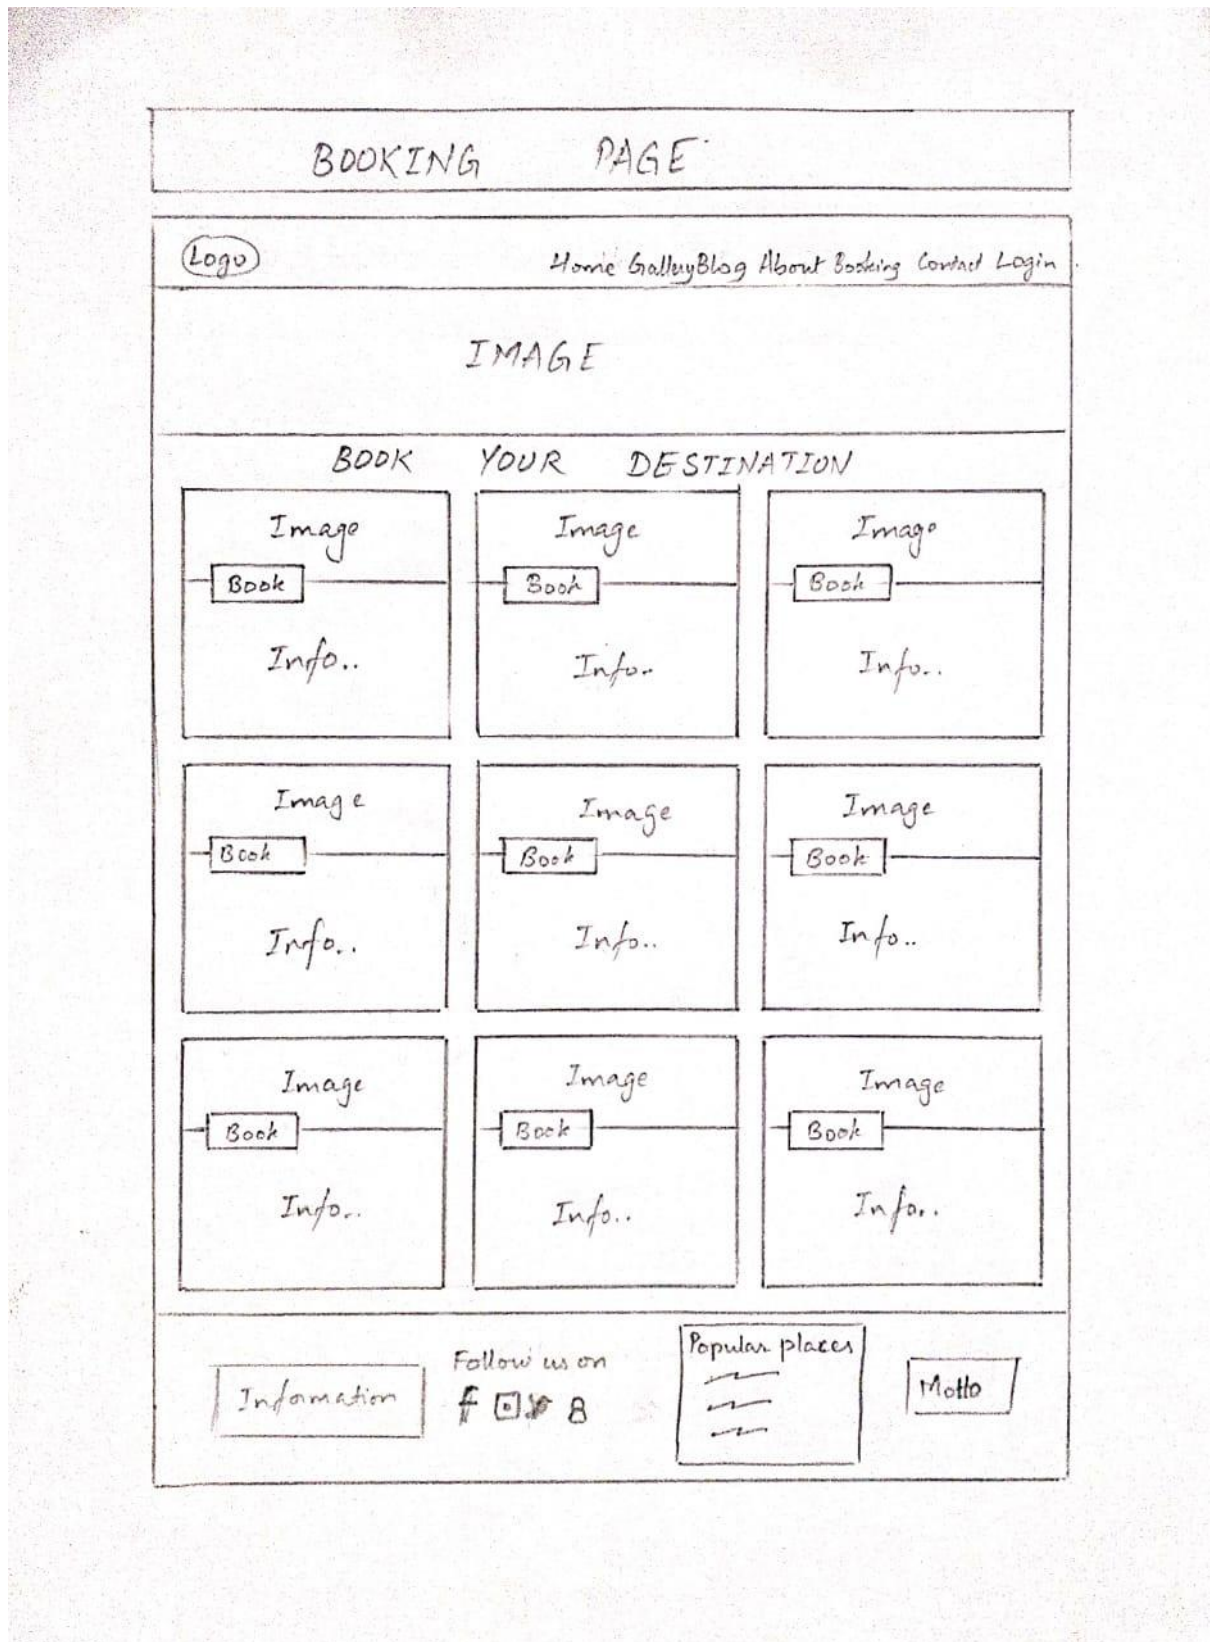 BOOKING PAGE
Logo
Home Gallery Blog About Booking Contact Login
IMAGE
BOOK YOUR DESTINATION
Image Image Image
Book Book Book
Info.. Info.. Info..
Image Image Image
Book Book Book
Info.. Info.. Info..
Image Image Image
Book Book Book
Info.. Info.. Info..
Information
Follow us on
f
8
Popular places
Motto